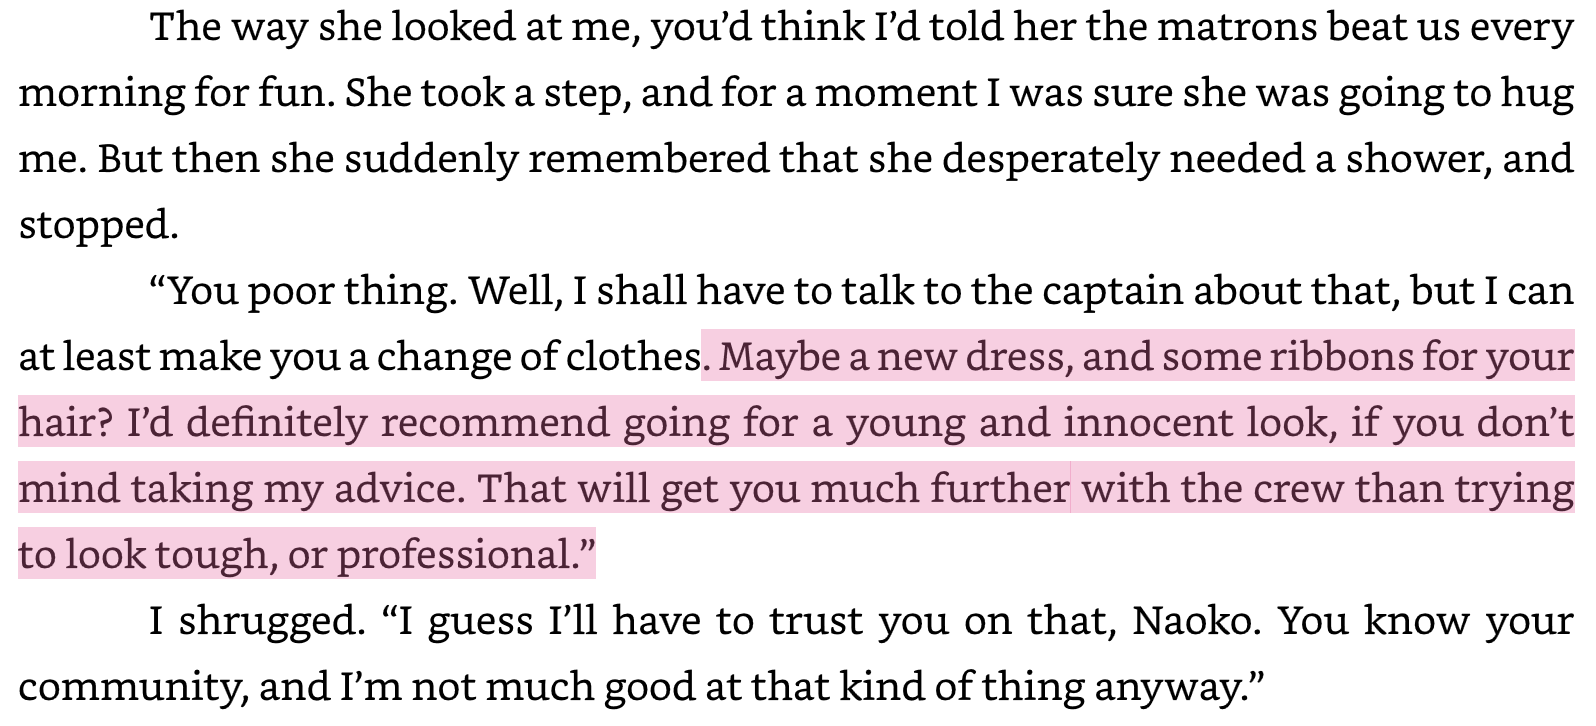 The way she looked at me, you’d think I’d told her the matrons beat us every
morning for fun. She took a step, and for a moment I was sure she was going to hug
me. But then she suddenly remembered that she desperately needed a shower, and
stopped.
“You poor thing. Well, I shall have to talk to the captain about that, but I can
at least make you a change of clothes. Maybe a new dress, and some ribbons for your
hair? I’d definitely recommend going for a young and innocent look, if you don’t
mind taking my advice. That will get you much further with the crew than trying
to look tough, or professional.”
I shrugged. “I guess I’ll have to trust you on that, Naoko. You know your
community, and I’m not much good at that kind of thing anyway.”